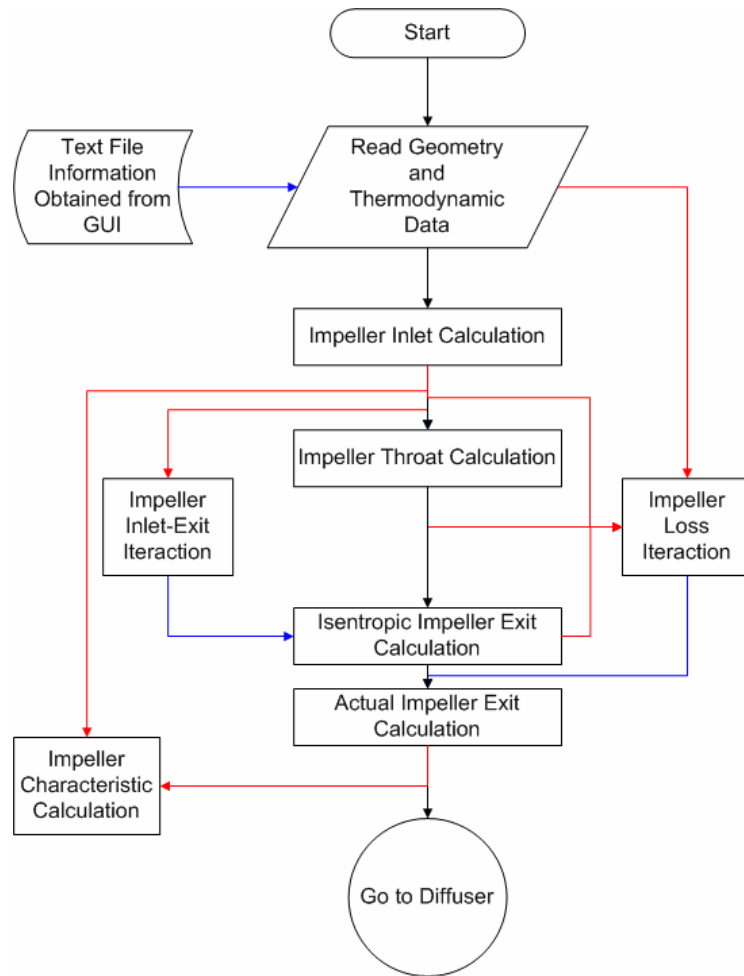 Start
Text File
Information
Obtained from
GUI
Read Geometry
and
Thermodynamic
Data
Impeller Inlet Calculation
Impeller Throat Calculation
Impeller
Inlet-Exit
Iteraction
Impeller
Loss
Iteraction
Isentropic Impeller Exit
Calculation
Actual Impeller Exit
Calculation
Impeller
Characteristic
Calculation
Go to Diffuser